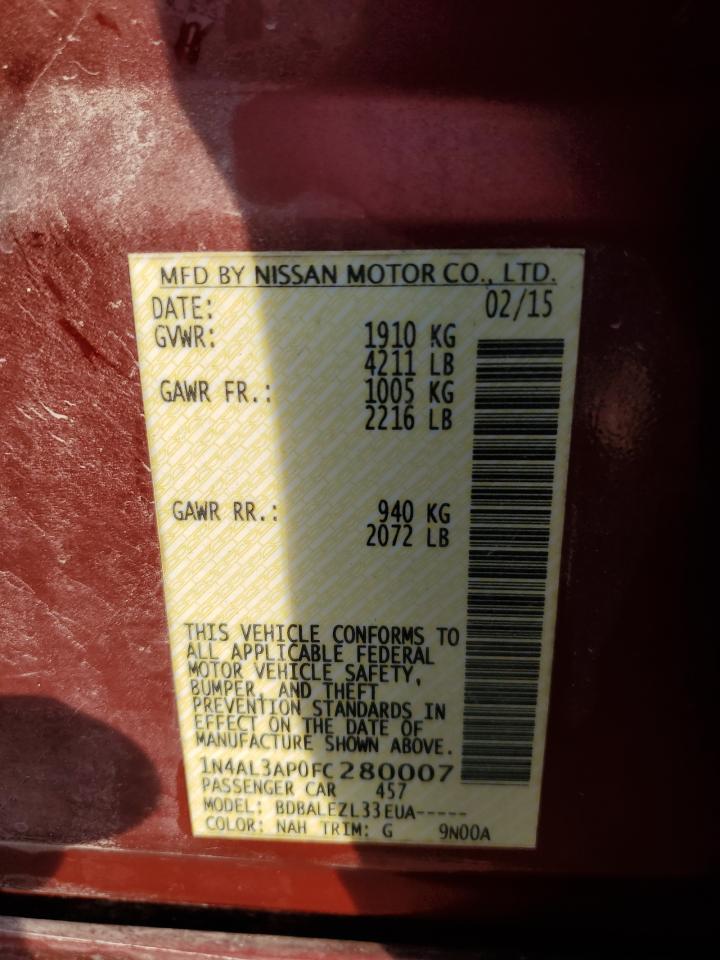 MFD BY NISSAN MOTOR CO., LTD.
DATE: 02/15
GVWR: 1910 KG
4211 LB
GAWR FR.: 1005 KG
2216 LB
GAWR RR.: 940 KG
2072 LB
THIS VEHICLE CONFORMS TO
ALL APPLICABLE FEDERAL
MOTOR VEHICLE SAFETY,
BUMPER, AND THEFT
PREVENTION STANDARDS IN
EFFECT ON THE DATE OF
MANUFACTURE SHOWN ABOVE.
1N4AL3AP0FC280007
PASSENGER CAR 457
MODEL: BDBALEZL33EUA-----
COLOR: NAH TRIM: G 9N00A